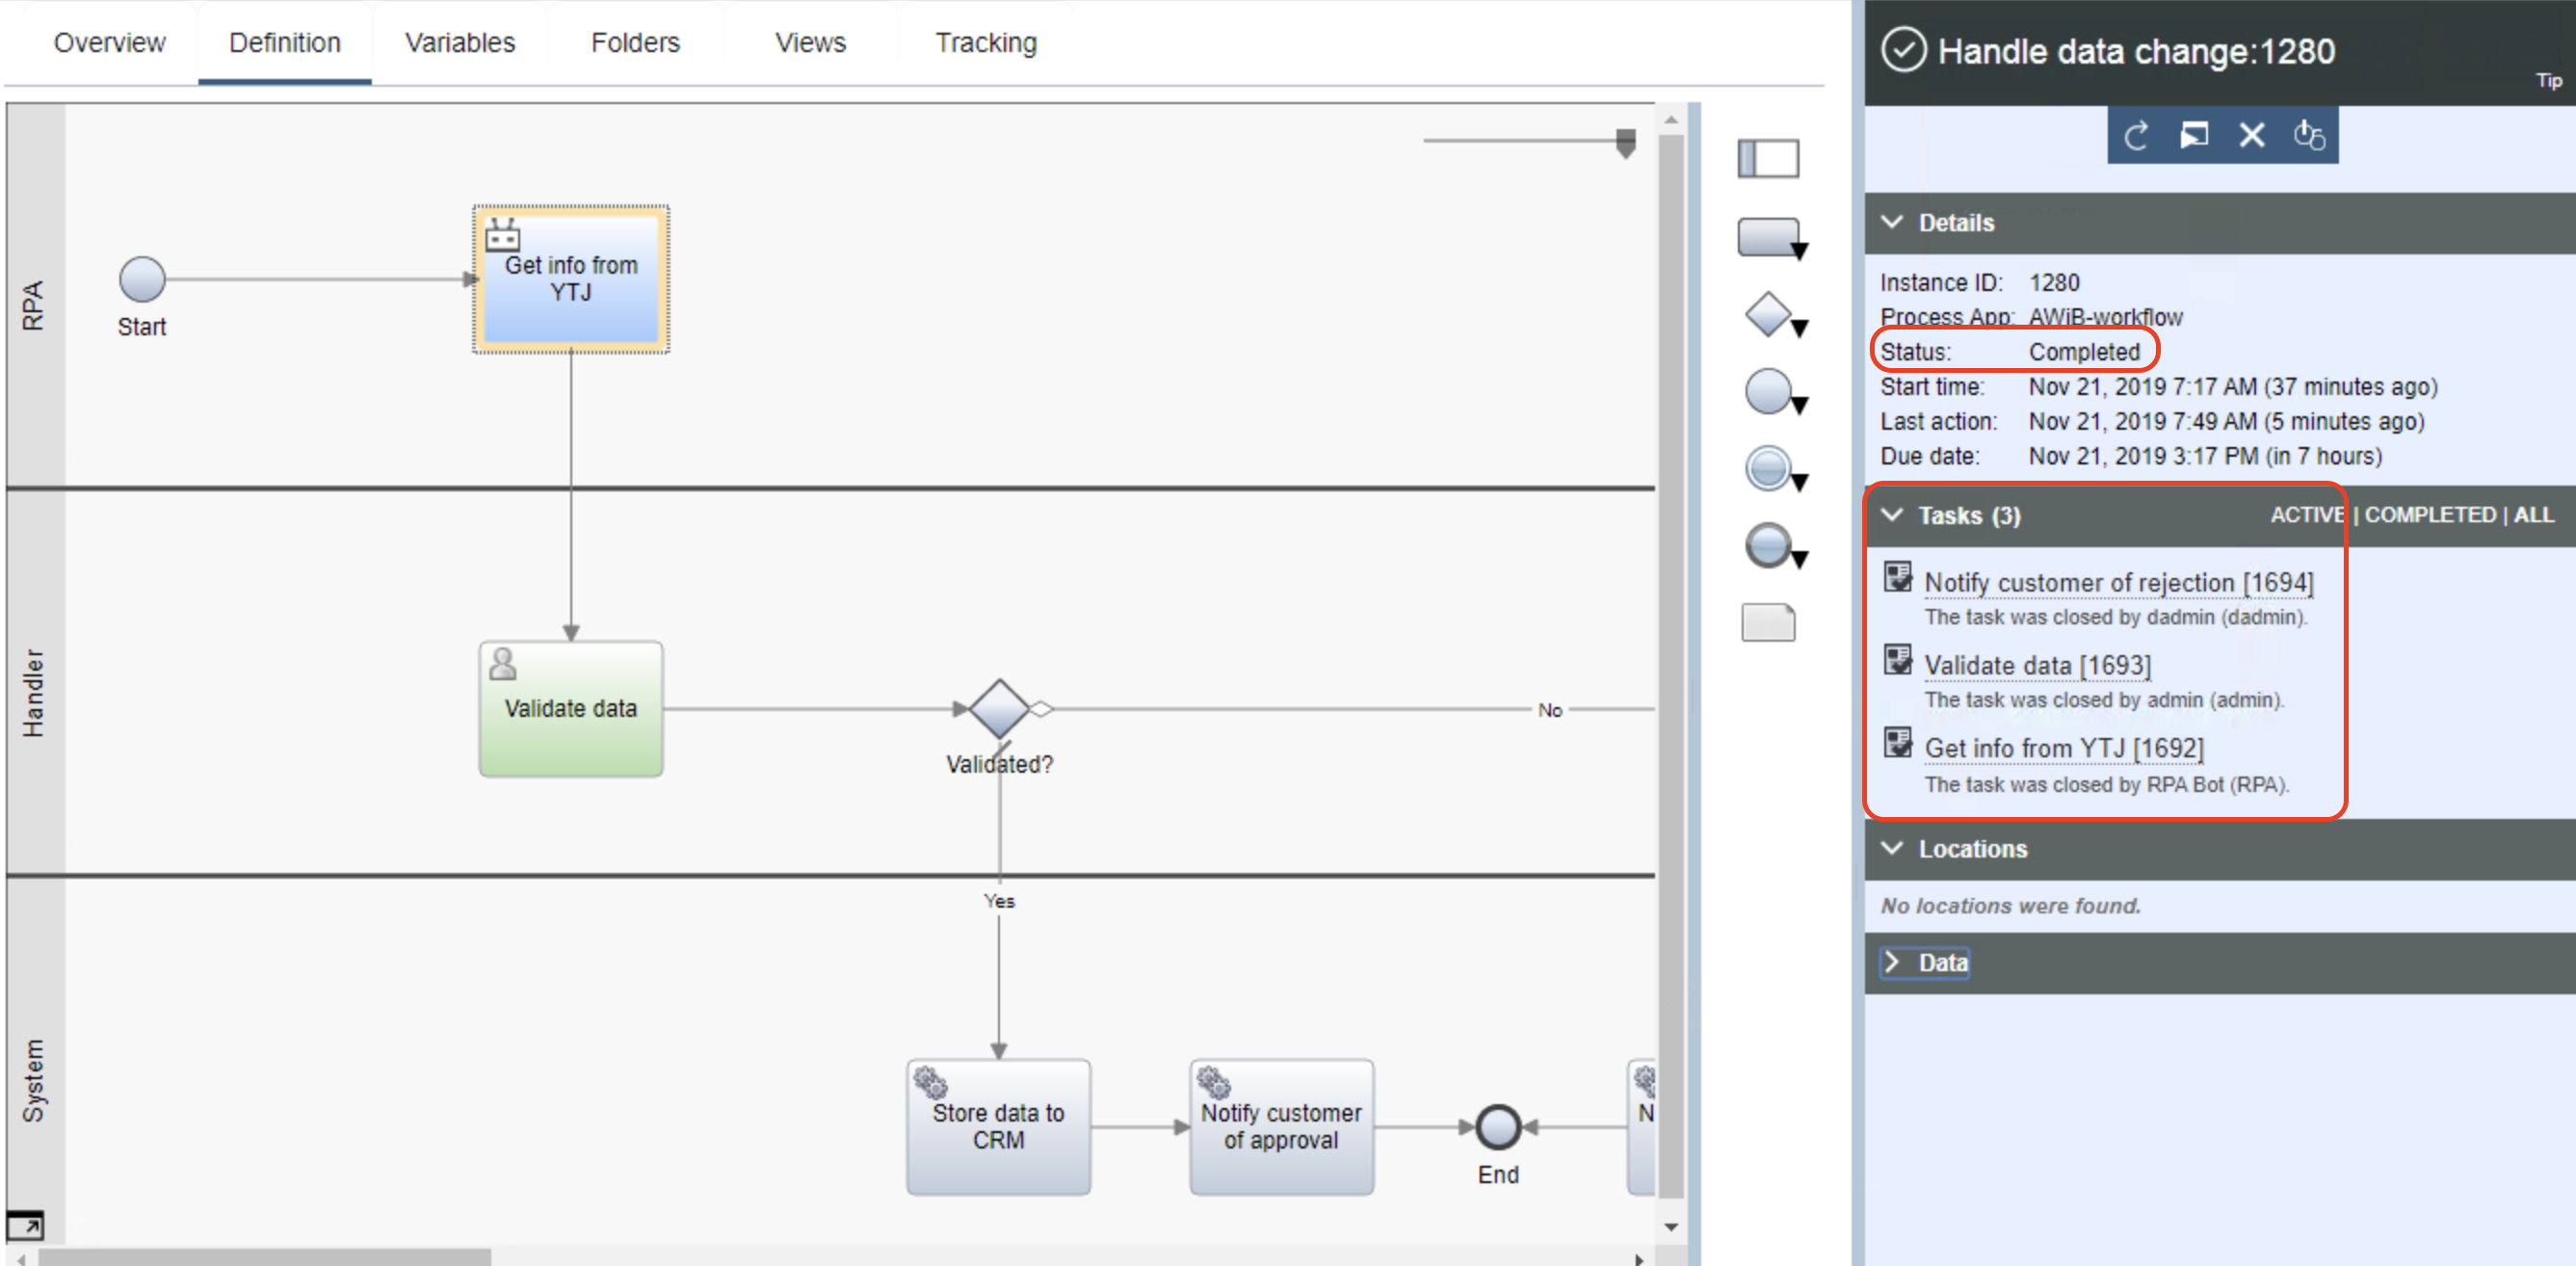 Overview
Definition
Variables
Folders
Views
Tracking
RPA
Start
Get info from
YTJ
Handler
Validate data
Validated?
No
Yes
System
Store data to
CRM
Notify customer
of approval
End
N
Handle data change:1280
Tip
Details
Instance ID: 1280
Process App: AWiB-workflow
Status: Completed
Start time: Nov 21, 2019 7:17 AM (37 minutes ago)
Last action: Nov 21, 2019 7:49 AM (5 minutes ago)
Due date: Nov 21, 2019 3:17 PM (in 7 hours)
Tasks (3) ACTIVE | COMPLETED | ALL
Notify customer of rejection [1694]
The task was closed by dadmin (dadmin).
Validate data [1693]
The task was closed by admin (admin).
Get info from YTJ [1692]
The task was closed by RPA Bot (RPA).
Locations
No locations were found.
Data